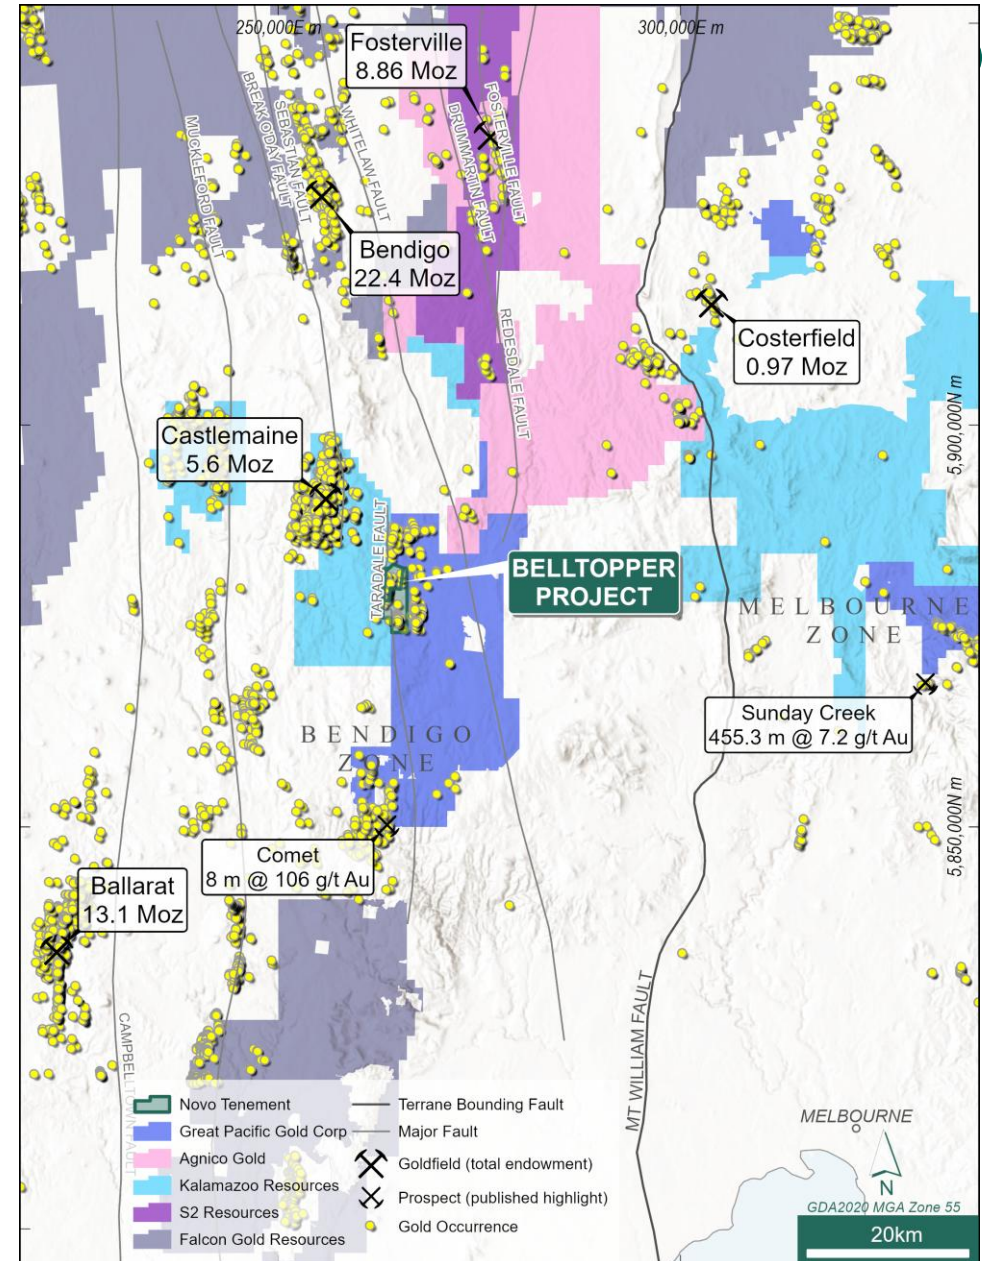 250,000E m
300,000E m
Fosterville
8.86 Moz
MUCKLEFORD FAULT
BREAK O'DAY FAULT
SEBASTIAN FAULT
WHITELAW FAULT
DRUMMARTIN FAULT
FOSTERVILLE FAULT
Bendigo
22.4 Moz
REDESDALE FAULT
Costerfield
0.97 Moz
Castlemaine
5.6 Moz
5,900,000N m
TARADALE FAULT
BELLTOPPER
PROJECT
MELBOURNE
ZONE
Sunday Creek
455.3 m @ 7.2 g/t Au
BENDIGO
ZONE
5,850,000N m
Comet
8 m @ 106 g/t Au
Ballarat
13.1 Moz
MT WILLIAM FAULT
CAMPBELLTOWN FAULT
Novo Tenement
Great Pacific Gold Corp
Agnico Gold
Kalamazoo Resources
S2 Resources
Falcon Gold Resources
Terrane Bounding Fault
Major Fault
Goldfield (total endowment)
Prospect (published highlight)
Gold Occurrence
MELBOURNE
N
GDA2020 MGA Zone 55
20km